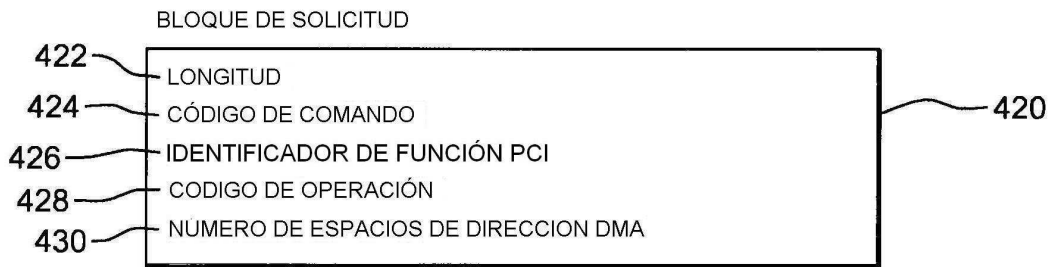 BLOQUE DE SOLICITUD
422 LONGITUD
424 CÓDIGO DE COMANDO
420
426 IDENTIFICADOR DE FUNCIÓN PCI
428 CODIGO DE OPERACIÓN
430 NÚMERO DE ESPACIOS DE DIRECCION DMA